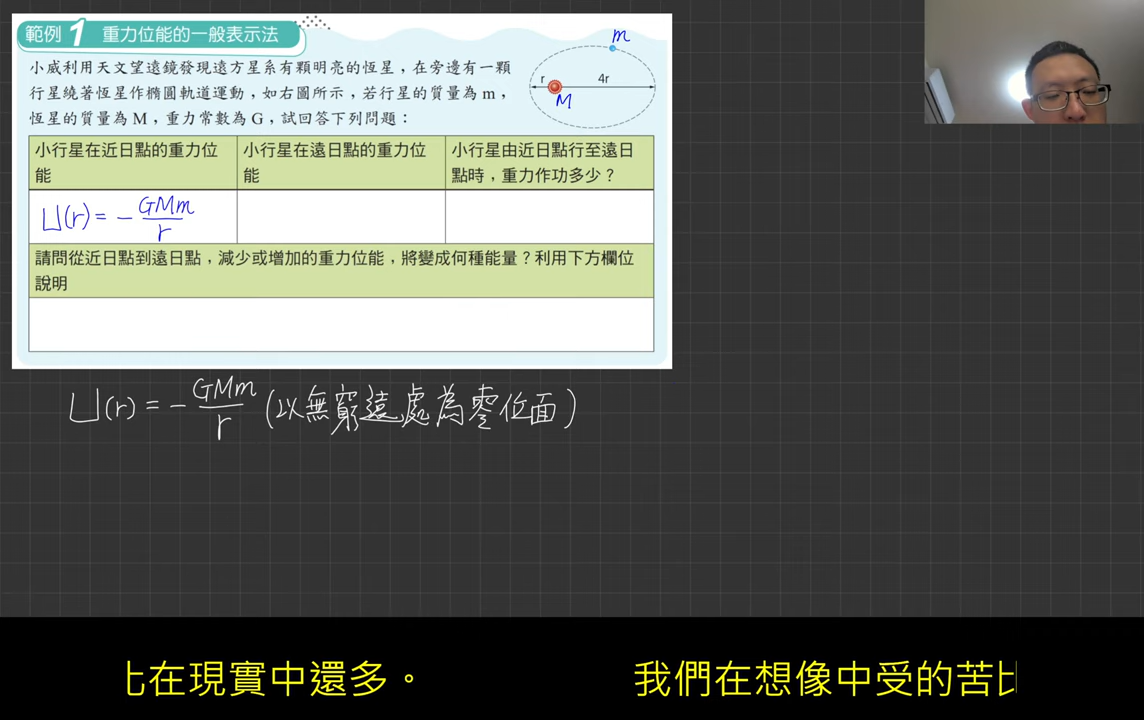 範例1 重力位能的一般表示法
小威利用天文望遠鏡發現遠方星系有顆明亮的恆星，在旁邊有一顆
行星繞著恆星作橢圓軌道運動，如右圖所示，若行星的質量為 m，
恆星的質量為 M，重力常數為 G，試回答下列問題：
m
r
4r
M
小行星在近日點的重力位能
小行星在遠日點的重力位能
小行星由近日點行至遠日點時，重力作功多少？
U(r) = - GMm/r
請問從近日點到遠日點，減少或增加的重力位能，將變成何種能量？利用下方欄位
說明
U(r) = - GMm/r (以無窮遠處為零位面)
比在現實中還多。 我們在想像中受的苦比